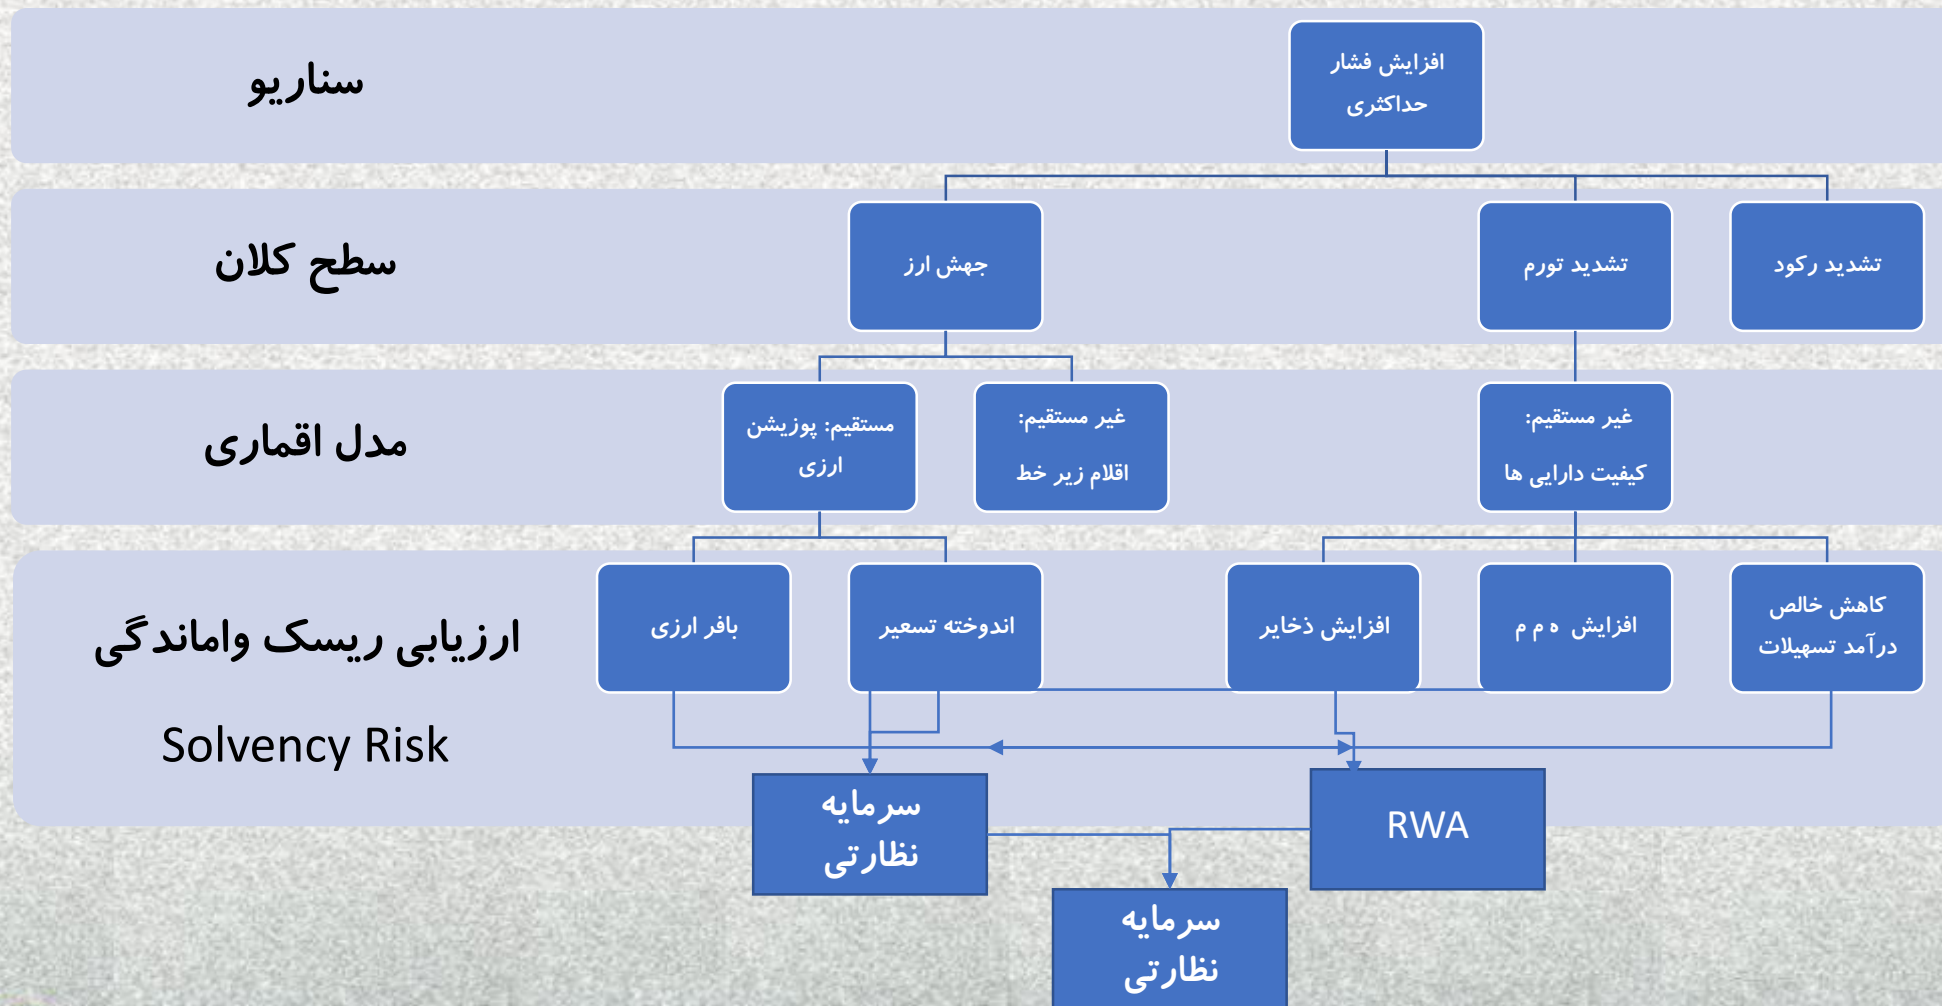 سناریو
افزایش فشار
حداکثری
سطح کلان
تشدید رکود
تشدید تورم
جهش ارز
مدل اقماری
غیر مستقیم:
کیفیت دارایی ها
غیر مستقیم:
اقلام زیر خط
مستقیم: پوزیشن
ارزی
ارزیابی ریسک واماندگی
Solvency Risk
کاهش خالص
درآمد تسهیلات
افزایش ه م م
افزایش ذخایر
اندوخته تسعیر
بافر ارزی
RWA
سرمایه
نظارتی
سرمایه
نظارتی